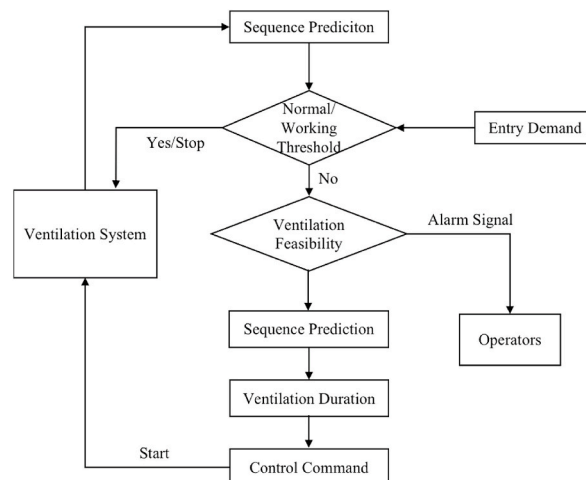 Sequence Prediciton
Normal/
Working
Threshold
Entry Demand
Yes/Stop
No
Ventilation System
Ventilation
Feasibility
Alarm Signal
Sequence Prediction
Operators
Ventilation Duration
Start
Control Command